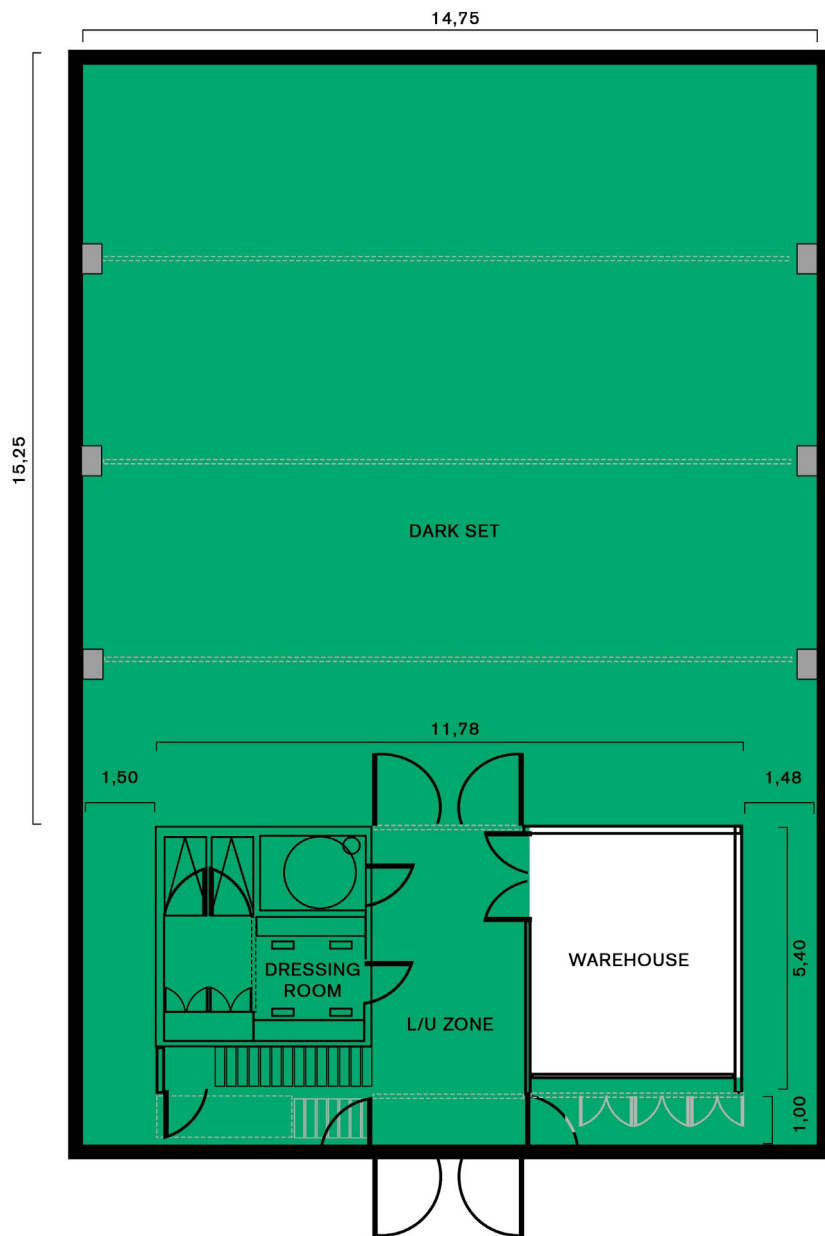 14,75
15,25
DARK SET
11,78
1,50
1,48
DRESSING
ROOM
WAREHOUSE
5,40
L/U ZONE
1,00